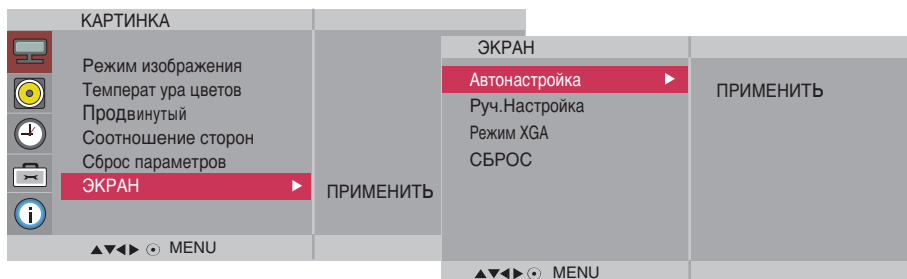 КАРТИНКА
Режим изображения
Температ ура цветов
Продвинутый
Соотношение сторон
Сброс параметров
ЭКРАН
ПРИМЕНИТЬ
MENU
ЭКРАН
Автонастройка
Руч.Настройка
Режим XGA
СБРОС
ПРИМЕНИТЬ
MENU